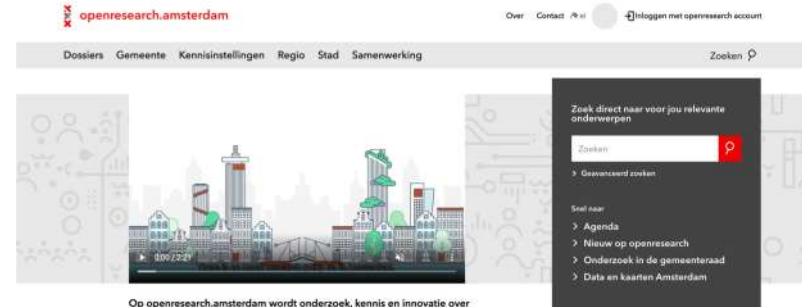 openresearch.amsterdam
Over Contact nl Inloggen met openresearch account
Dossiers Gemeente Kennisinstellingen Regio Stad Samenwerking Zoeken
Zoek direct naar voor jou relevante
onderwerpen
Zoeken
> Geavanceerd zoeken
Snel naar
> Agenda
> Nieuw op openresearch
> Onderzoek in de gemeenteraad
> Data en kaarten Amsterdam
0:00 / 2:21
Op openresearch.amsterdam wordt onderzoek, kennis en innovatie over